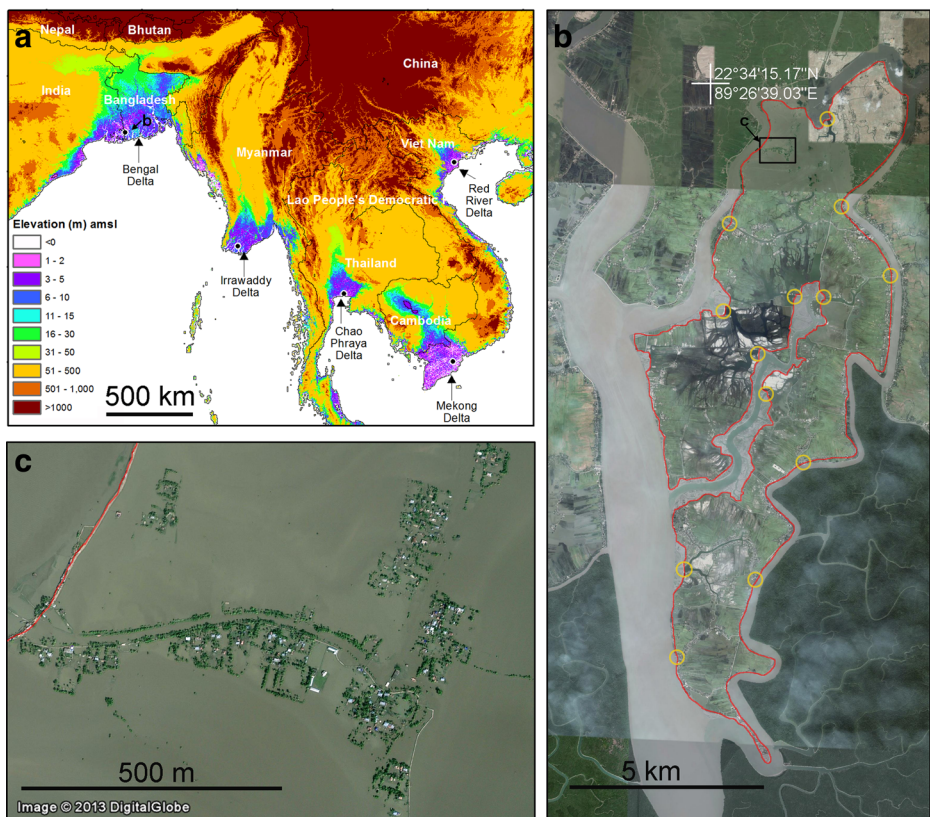 a
Nepal
Bhutan
China
India
Bangladesh
b
Myanmar
Viet Nam
Bengal
Delta
Red
River
Delta
Lao People's Democratic
Elevation (m) amsl
<0
1 - 2
3 - 5
6 - 10
11 - 15
16 - 30
31 - 50
51 - 500
501 - 1,000
>1000
Thailand
Irrawaddy
Delta
Cambodia
Chao
Phraya
Delta
Mekong
Delta
500 km
b
22°34'15.17"N
89°26'39.03"E
c
5 km
c
500 m
Image © 2013 DigitalGlobe